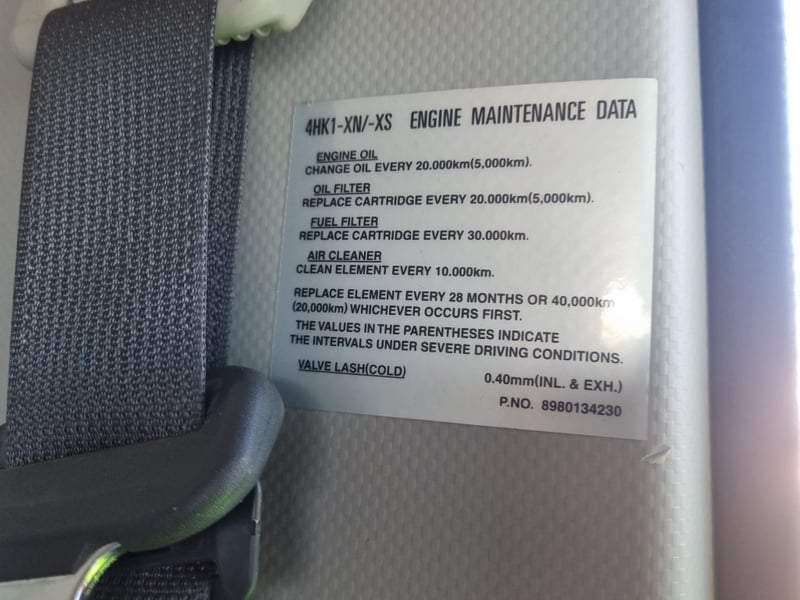 4HK1-XN/-XS ENGINE MAINTENANCE DATA
ENGINE OIL
CHANGE OIL EVERY 20.000km(5,000km).
OIL FILTER
REPLACE CARTRIDGE EVERY 20.000km(5,000km).
FUEL FILTER
REPLACE CARTRIDGE EVERY 30.000km.
AIR CLEANER
CLEAN ELEMENT EVERY 10.000km.
REPLACE ELEMENT EVERY 28 MONTHS OR 40,000km
(20,000km) WHICHEVER OCCURS FIRST.
THE VALUES IN THE PARENTHESES INDICATE
THE INTERVALS UNDER SEVERE DRIVING CONDITIONS.
VALVE LASH(COLD) 0.40mm(INL. & EXH.)
P.NO. 8980134230